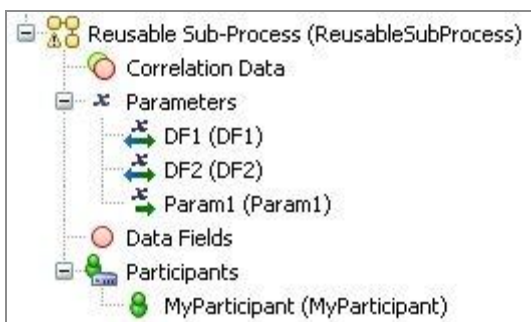 Reusable Sub-Process (ReusableSubProcess)
Correlation Data
Parameters
DF1 (DF1)
DF2 (DF2)
Param1 (Param1)
Data Fields
Participants
MyParticipant (MyParticipant)